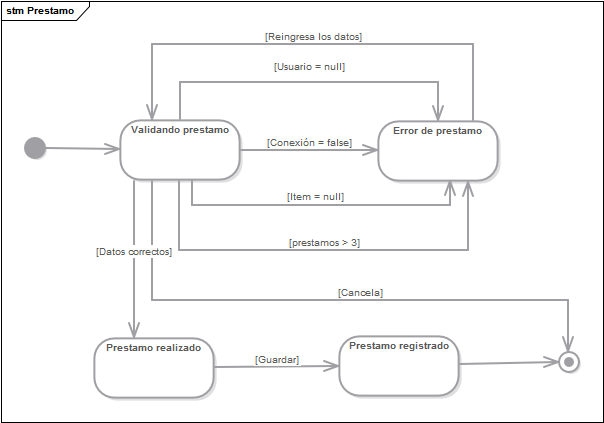 stm Prestamo
[Reingresa los datos]
[Usuario = null]
Validando prestamo
Error de prestamo
[Conexión = false]
[Item = null]
[prestamos > 3]
[Datos correctos]
[Cancela]
Prestamo realizado
Prestamo registrado
[Guardar]